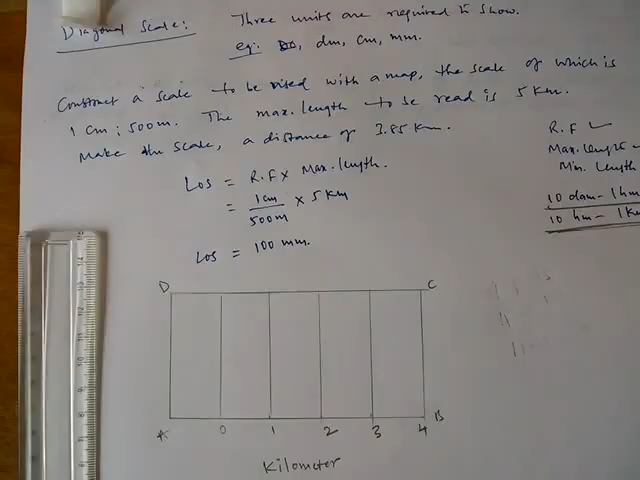 Diagonal Scale:
Three units are required to show.
eg: dm, cm, mm.
Construct a scale to be used with a map, the scale of which is
1 cm : 500m. The max. length to be read is 5 Km.
Make the scale, a distance of 3.85 Km.
R.F
Max. length
Min. length
10 dam - 1hm
10 hm - 1K
LOS = R.F × Max. length.
= 1cm/500m × 5 Km
LOS = 100 mm.
D C
A 0 1 2 3 4 B
Kilometer